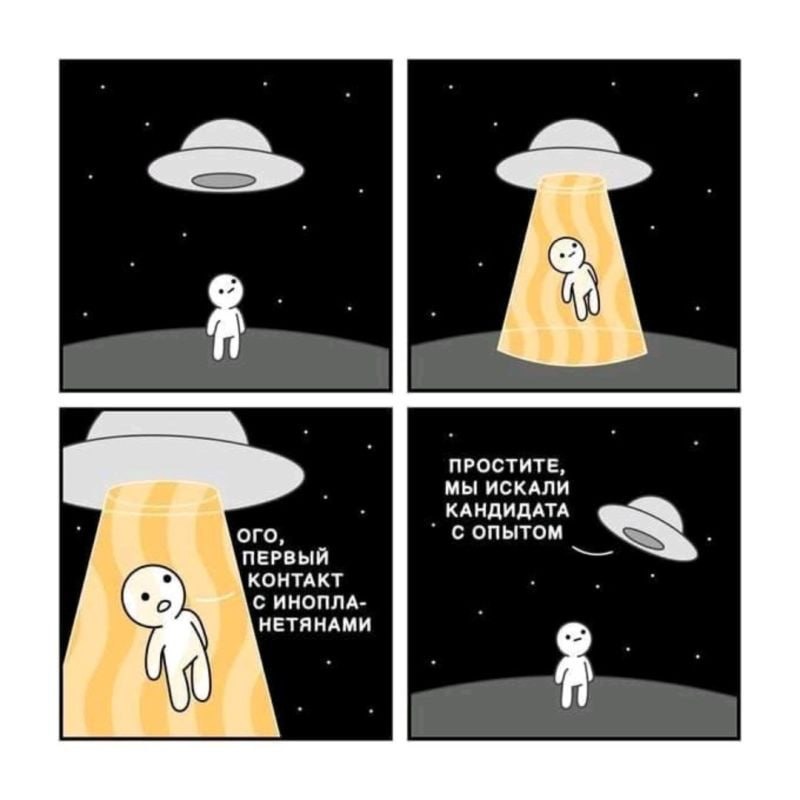 ОГО,
ПЕРВЫЙ
КОНТАКТ
С ИНОПЛА-
НЕТЯНАМИ
ПРОСТИТЕ,
МЫ ИСКАЛИ
КАНДИДАТА
С ОПЫТОМ